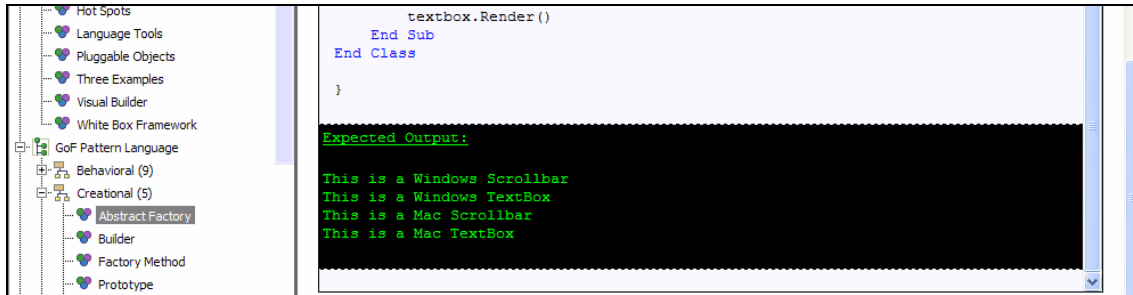 Hot Spots
Language Tools
Pluggable Objects
Three Examples
Visual Builder
White Box Framework
GoF Pattern Language
Behavioral (9)
Creational (5)
Abstract Factory
Builder
Factory Method
Prototype
textbox.Render()
End Sub
End Class
}
Expected Output:
This is a Windows Scrollbar
This is a Windows TextBox
This is a Mac Scrollbar
This is a Mac TextBox